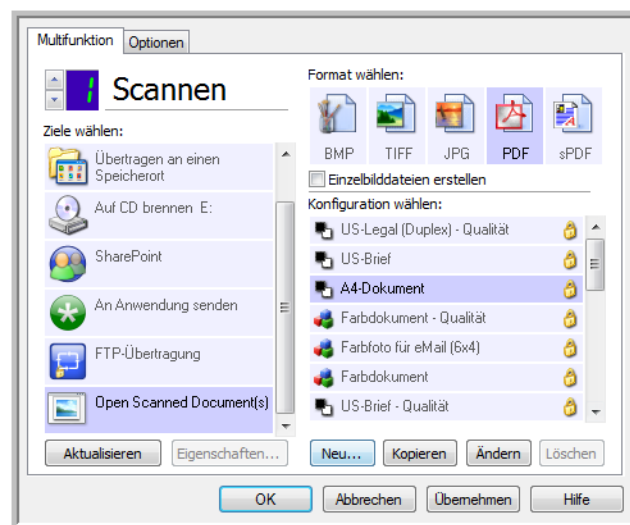 Multifunktion
Optionen
1
Scannen
Ziele wählen:
Übertragen an einen
Speicherort
Auf CD brennen E:
SharePoint
An Anwendung senden
FTP-Übertragung
Open Scanned Document(s)
Aktualisieren
Eigenschaften...
Format wählen:
BMP
TIFF
JPG
PDF
sPDF
Einzelbilddateien erstellen
Konfiguration wählen:
US-Legal (Duplex) - Qualität
US-Brief
A4-Dokument
Farbdokument - Qualität
Farbfoto für eMail (6x4)
Farbdokument
US-Brief - Qualität
Neu...
Kopieren
Ändern
Löschen
OK
Abbrechen
Übernehmen
Hilfe